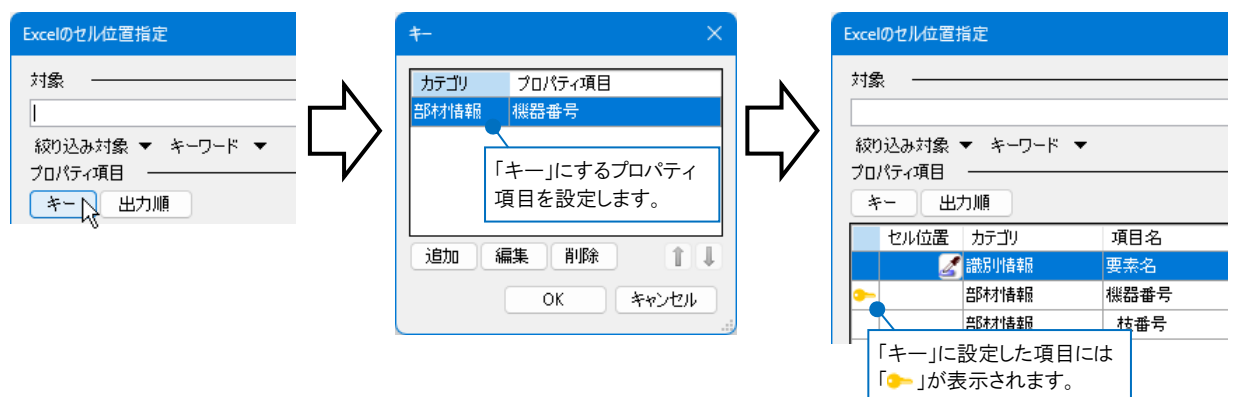 Excelのセル位置指定
対象
絞り込み対象 ▼ キーワード ▼
プロパティ項目
キー 出力順
キー
カテゴリ プロパティ項目
部材情報 機器番号
「キー」にするプロパティ
項目を設定します。
追加 編集 削除
OK キャンセル
Excelのセル位置指定
対象
絞り込み対象 ▼ キーワード ▼
プロパティ項目
キー 出力順
セル位置 カテゴリ 項目名
識別情報 要素名
部材情報 機器番号
部材情報 枝番号
「キー」に設定した項目には
「 」が表示されます。